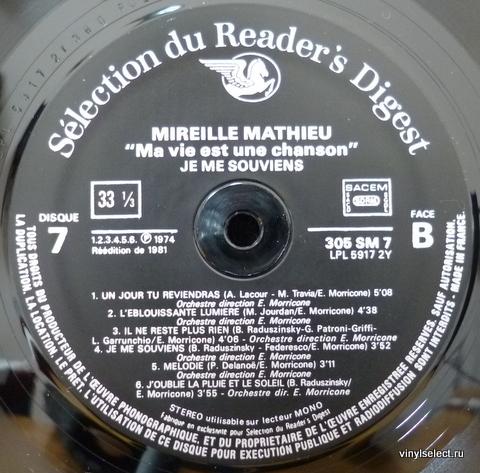 Sélection du Reader's Digest
MIREILLE MATHIEU
"Ma vie est une chanson"
JE ME SOUVIENS
33 1/3
SACEM
DISQUE
7
FACE
B
1.2.3.4.5.6. Ⓟ 1974
Réédition de 1981
305 SM 7
LPL 5917 2Y
1. UN JOUR TU REVIENDRAS (A. Lacour - M. Travia/E. Morricone) 5'08
Orchestre direction E. Morricone
2. L'EBLOUISSANTE LUMIERE (M. Jourdan/E. Morricone) 4'38
Orchestre direction E. Morricone
3. IL NE RESTE PLUS RIEN (B. Raduszinsky-G. Patroni-Griffi-
L. Garrunchio/E. Morricone) 4'06 - Orchestre direction E. Morricone
4. JE ME SOUVIENS (B. Raduszinsky - Federesco/E. Morricone) 3'52
Orchestre direction E. Morricone
5. MELODIE (P. Delanoë/E. Morricone) 3'11
Orchestre direction E. Morricone
6. J'OUBLIE LA PLUIE ET LE SOLEIL (B. Raduszinsky/
E. Morricone) 3'55 - Orchestre dir. E. Morricone
STEREO utilisable sur lecteur MONO
Fabriqué en exclusivité pour Sélection du Reader's Digest
TOUS DROITS DU PRODUCTEUR DE L'ŒUVRE PHONOGRAPHIQUE, ET DU PROPRIETAIRE DE L'ŒUVRE ENREGISTREE RESERVES, SAUF AUTORISATION,
LA DUPLICATION, LA LOCATION, LE PRET, L'UTILISATION DE CE DISQUE POUR EXECUTION PUBLIQUE ET RADIODIFFUSION SONT INTERDITS - MADE IN FRANCE.
vinylselect.ru